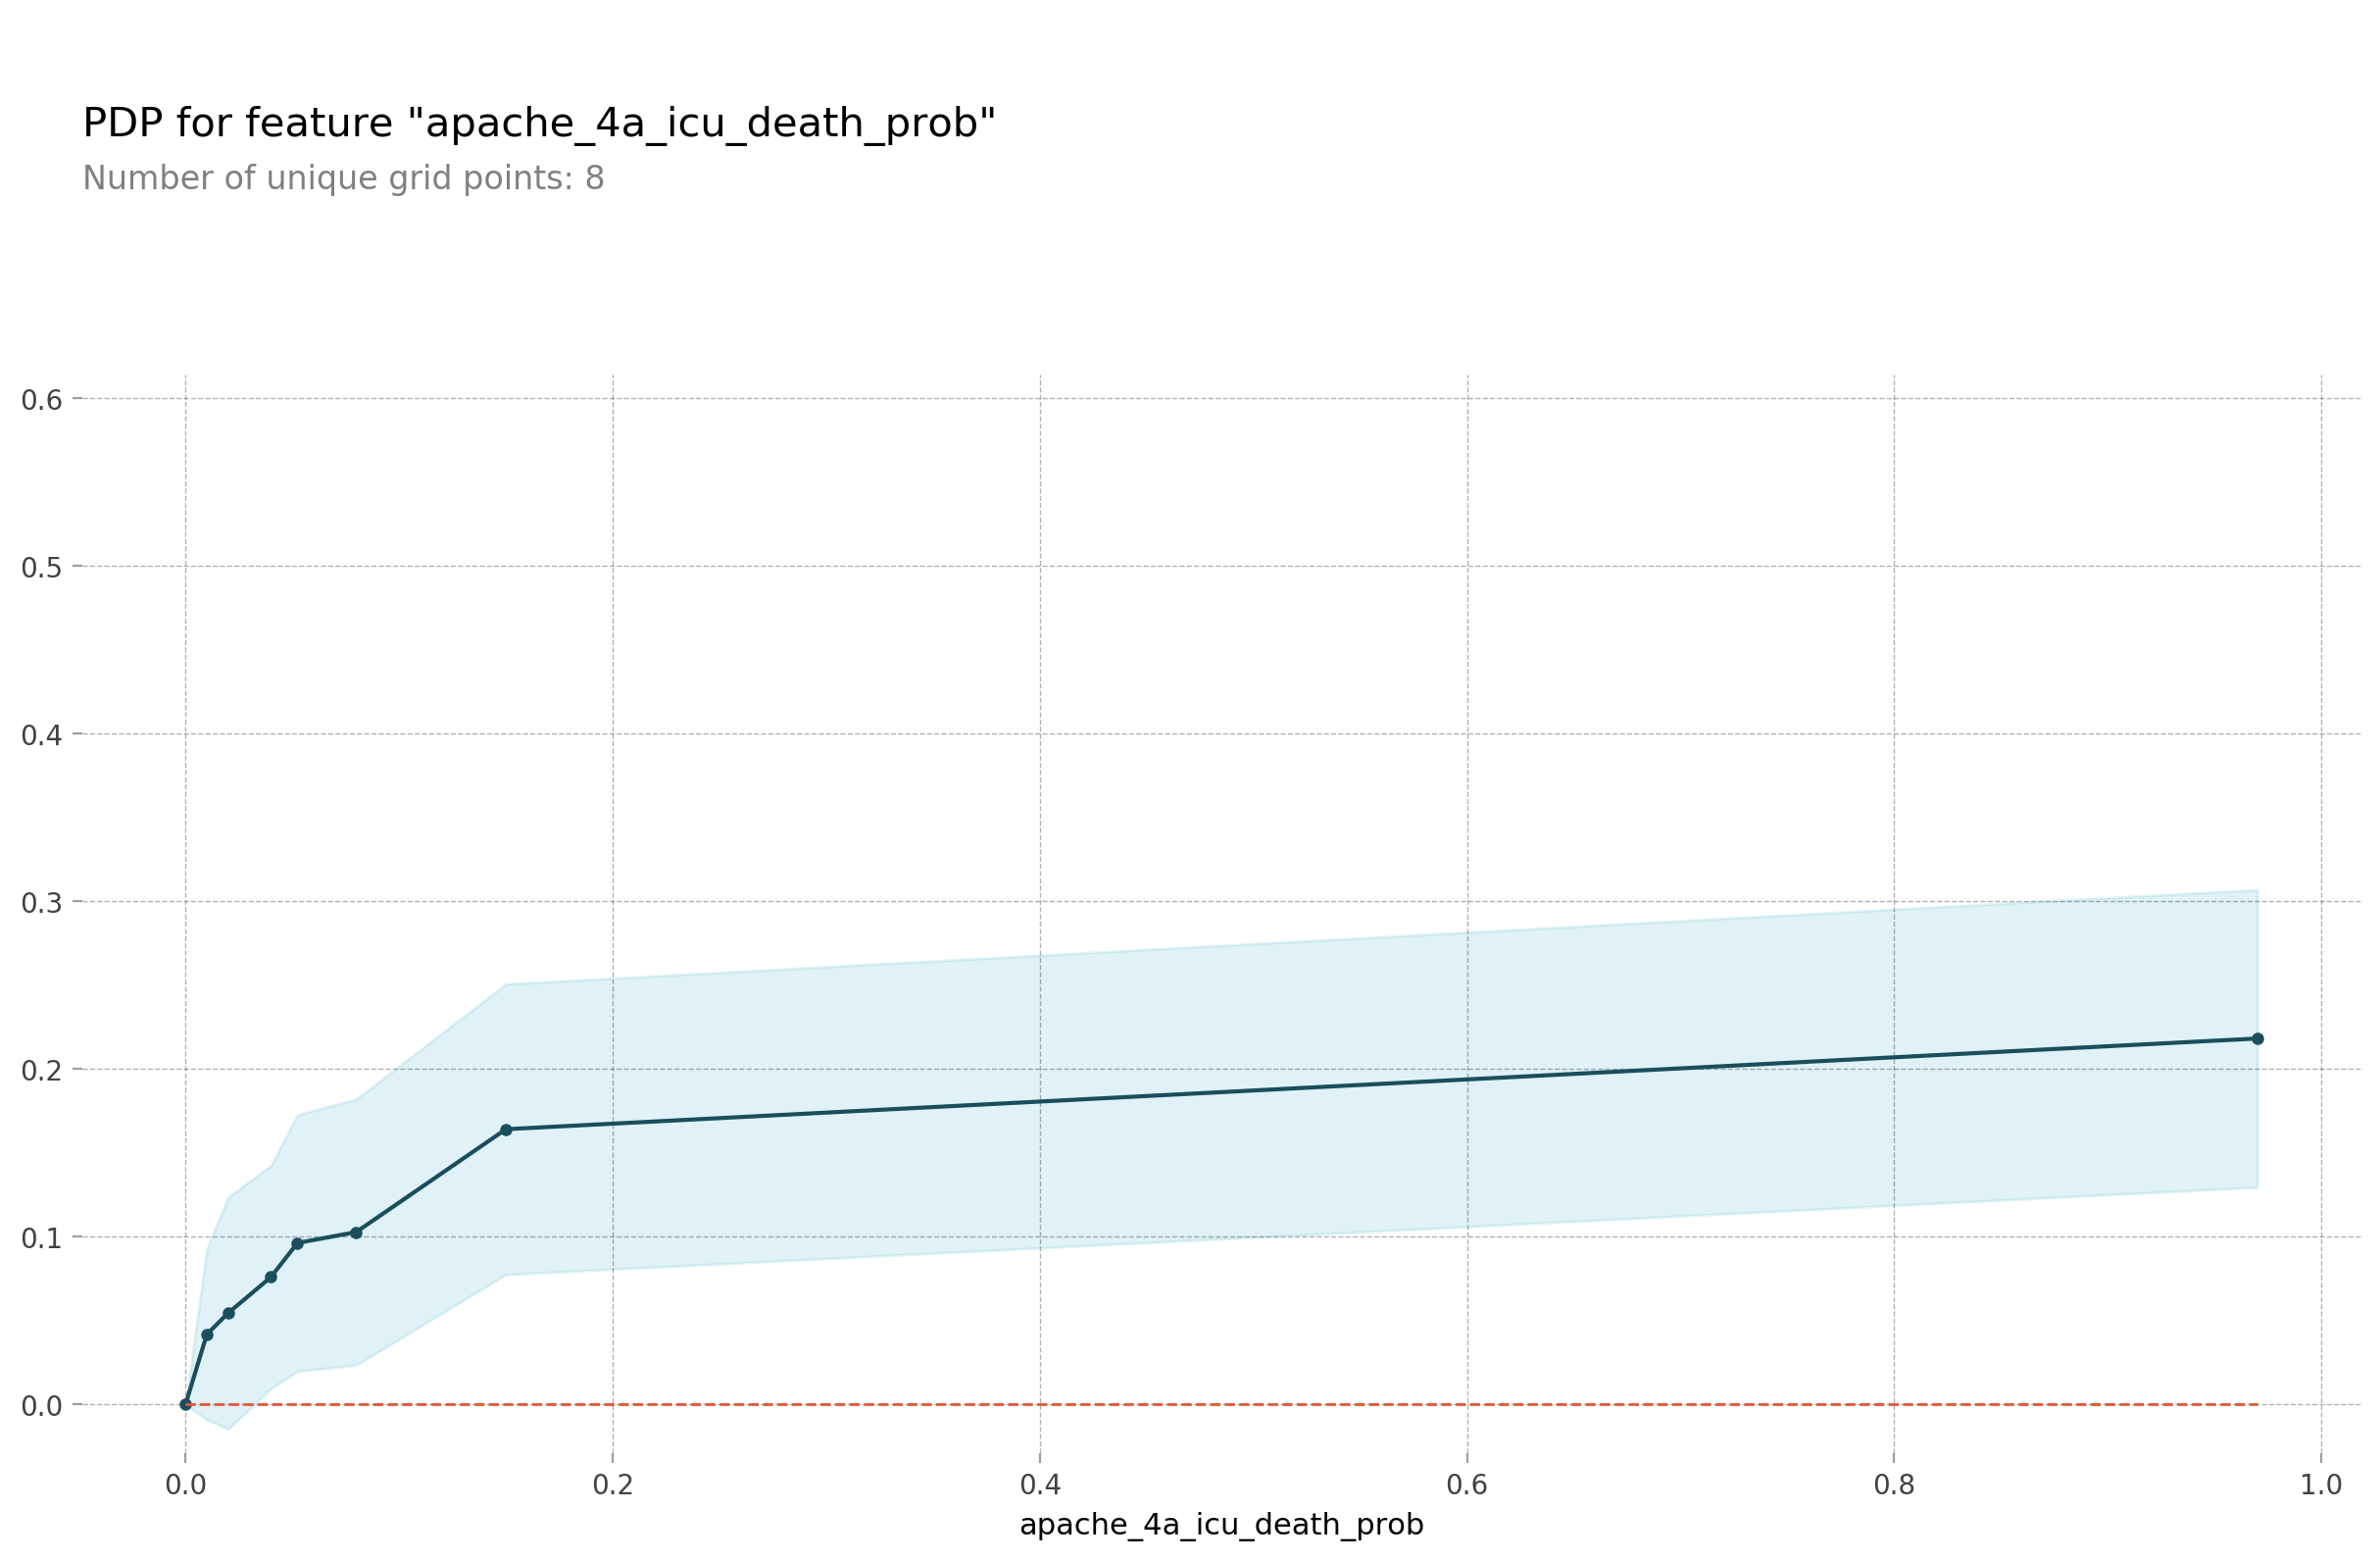 PDP for feature "apache_4a_icu_death_prob"
Number of unique grid points: 8
0.6
0.5
0.4
0.3
0.2
0.1
0.0
0.0 0.2 0.4 0.6 0.8 1.0
apache_4a_icu_death_prob